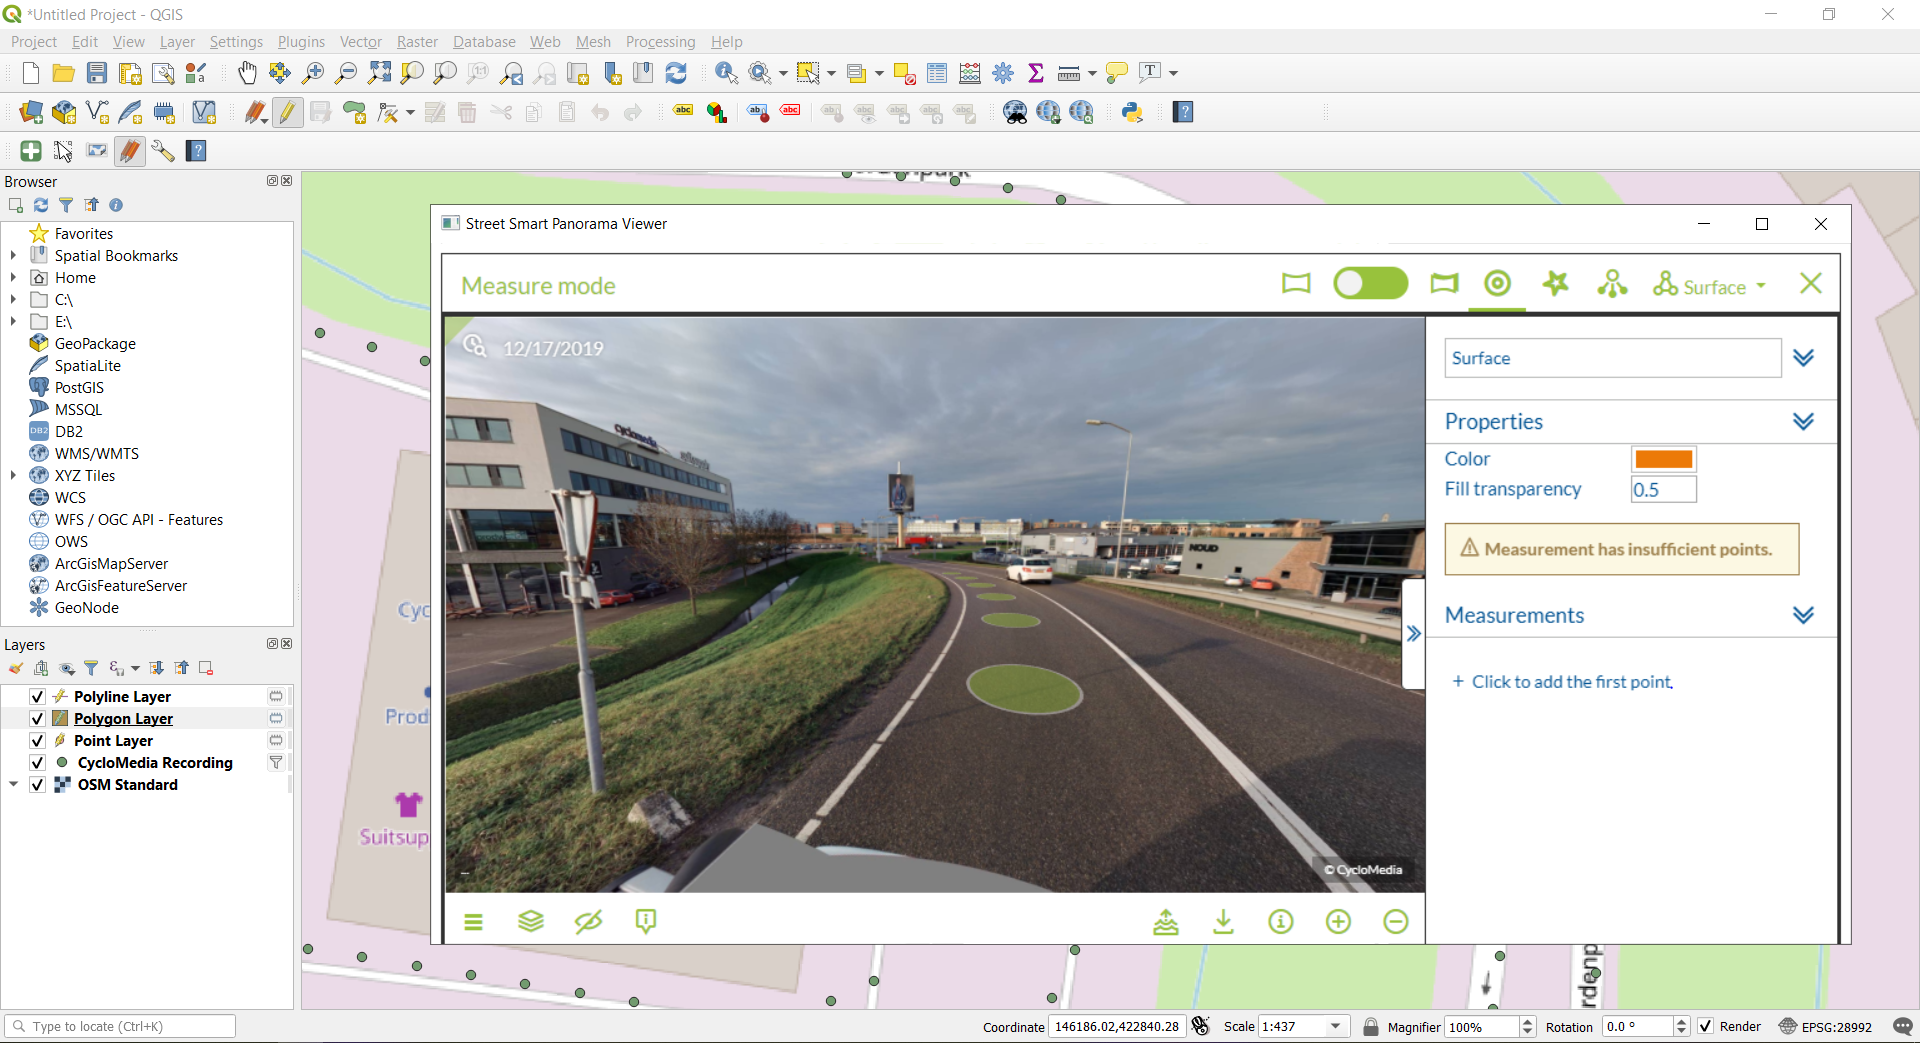 *Untitled Project - QGIS
Project Edit View Layer Settings Plugins Vector Raster Database Web Mesh Processing Help
Browser
Favorites
Spatial Bookmarks
Home
C:\
E:\
GeoPackage
SpatiaLite
PostGIS
MSSQL
DB2
WMS/WMTS
XYZ Tiles
WCS
WFS / OGC API - Features
OWS
ArcGisMapServer
ArcGisFeatureServer
GeoNode
Layers
Polyline Layer
Polygon Layer
Point Layer
CycloMedia Recording
OSM Standard
Cyc
Prod
Suitsup
Street Smart Panorama Viewer
Measure mode
Surface
12/17/2019
cyclomedia
NOUD
© CycloMedia
Surface
Properties
Color
Fill transparency 0.5
Measurement has insufficient points.
Measurements
+ Click to add the first point.
rdenp
Type to locate (Ctrl+K)
Coordinate 146186.02,422840.28 Scale 1:437 Magnifier 100% Rotation 0.0 ° Render EPSG:28992